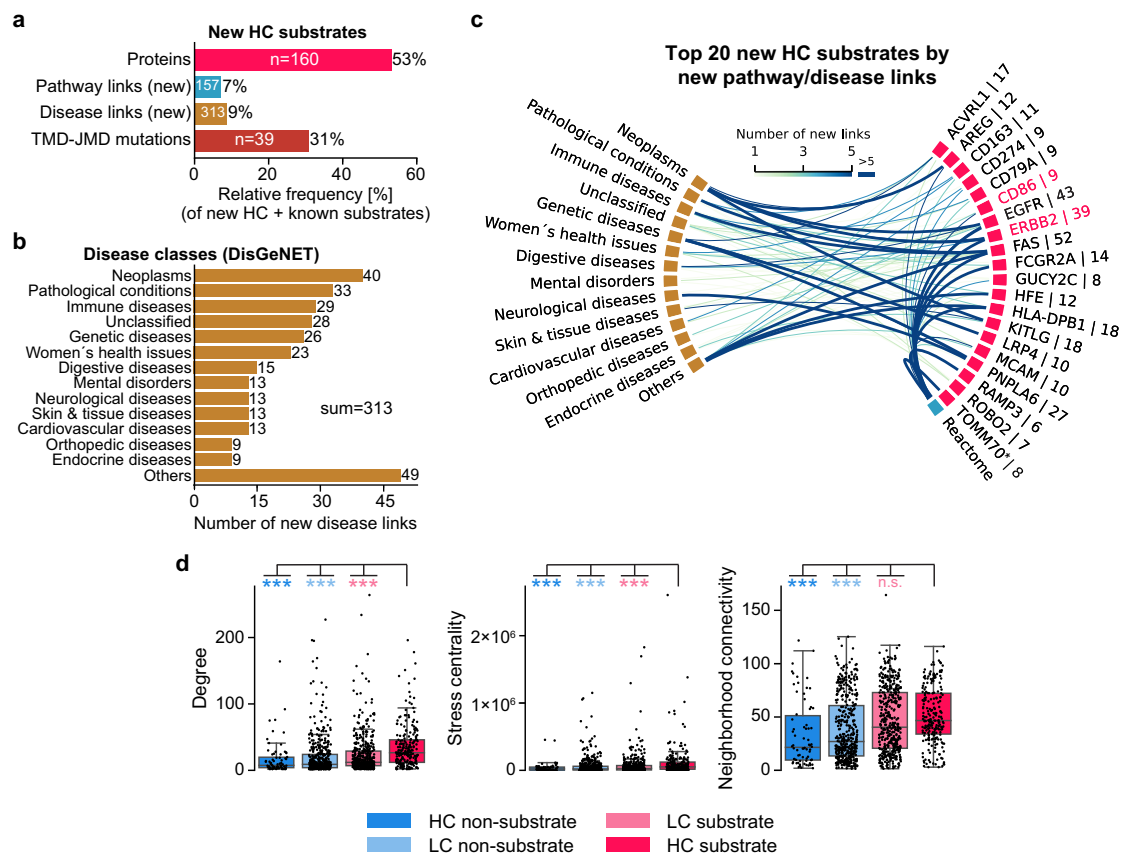 a
New HC substrates
Proteins
n=160
53%
Pathway links (new)
157
7%
Disease links (new)
313
9%
TMD-JMD mutations
n=39
31%
0
20
40
60
Relative frequency [%]
(of new HC + known substrates)
b
Disease classes (DisGeNET)
Neoplasms
40
Pathological conditions
33
Immune diseases
29
Unclassified
28
Genetic diseases
26
Women´s health issues
23
Digestive diseases
15
Mental disorders
13
Neurological diseases
13
Skin & tissue diseases
13
Cardiovascular diseases
13
Orthopedic diseases
9
Endocrine diseases
9
Others
49
sum=313
0
15
30
45
Number of new disease links
c
Top 20 new HC substrates by
new pathway/disease links
Number of new links
1
3
5
>5
Neoplasms
Pathological conditions
Immune diseases
Unclassified
Genetic diseases
Women´s health issues
Digestive diseases
Mental disorders
Neurological diseases
Skin & tissue diseases
Cardiovascular diseases
Orthopedic diseases
Endocrine diseases
Others
ACVRL1 | 17
AREG | 12
CD163 | 11
CD274 | 9
CD79A | 9
CD86 | 9
EGFR | 43
ERBB2 | 39
FAS | 52
FCGR2A | 14
GUCY2C | 8
HFE | 12
HLA-DPB1 | 18
KITLG | 18
LRP4 | 10
MCAM | 10
PNPLA6 | 27
RAMP3 | 6
ROBO2 | 7
TOMM70* | 8
Reactome
d
***
***
***
Degree
200
100
0
***
***
***
Stress centrality
2×10⁶
1×10⁶
0
***
***
n.s.
Neighborhood connectivity
150
100
50
0
HC non-substrate
LC non-substrate
LC substrate
HC substrate